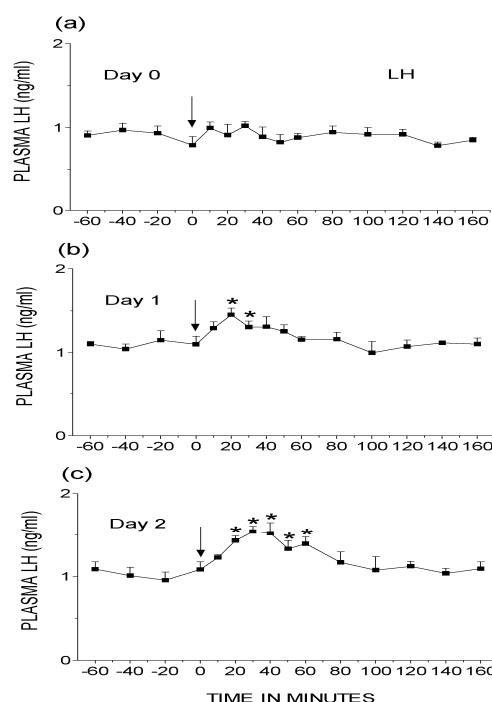 (a)
2
Day 0
LH
PLASMA LH (ng/ml)
1
0
-60 -40 -20 0 20 40 60 80 100 120 140 160
(b)
2
Day 1
* *
PLASMA LH (ng/ml)
1
0
-60 -40 -20 0 20 40 60 80 100 120 140 160
(c)
2
Day 2
* * * * *
PLASMA LH (ng/ml)
1
0
-60 -40 -20 0 20 40 60 80 100 120 140 160
TIME IN MINUTES